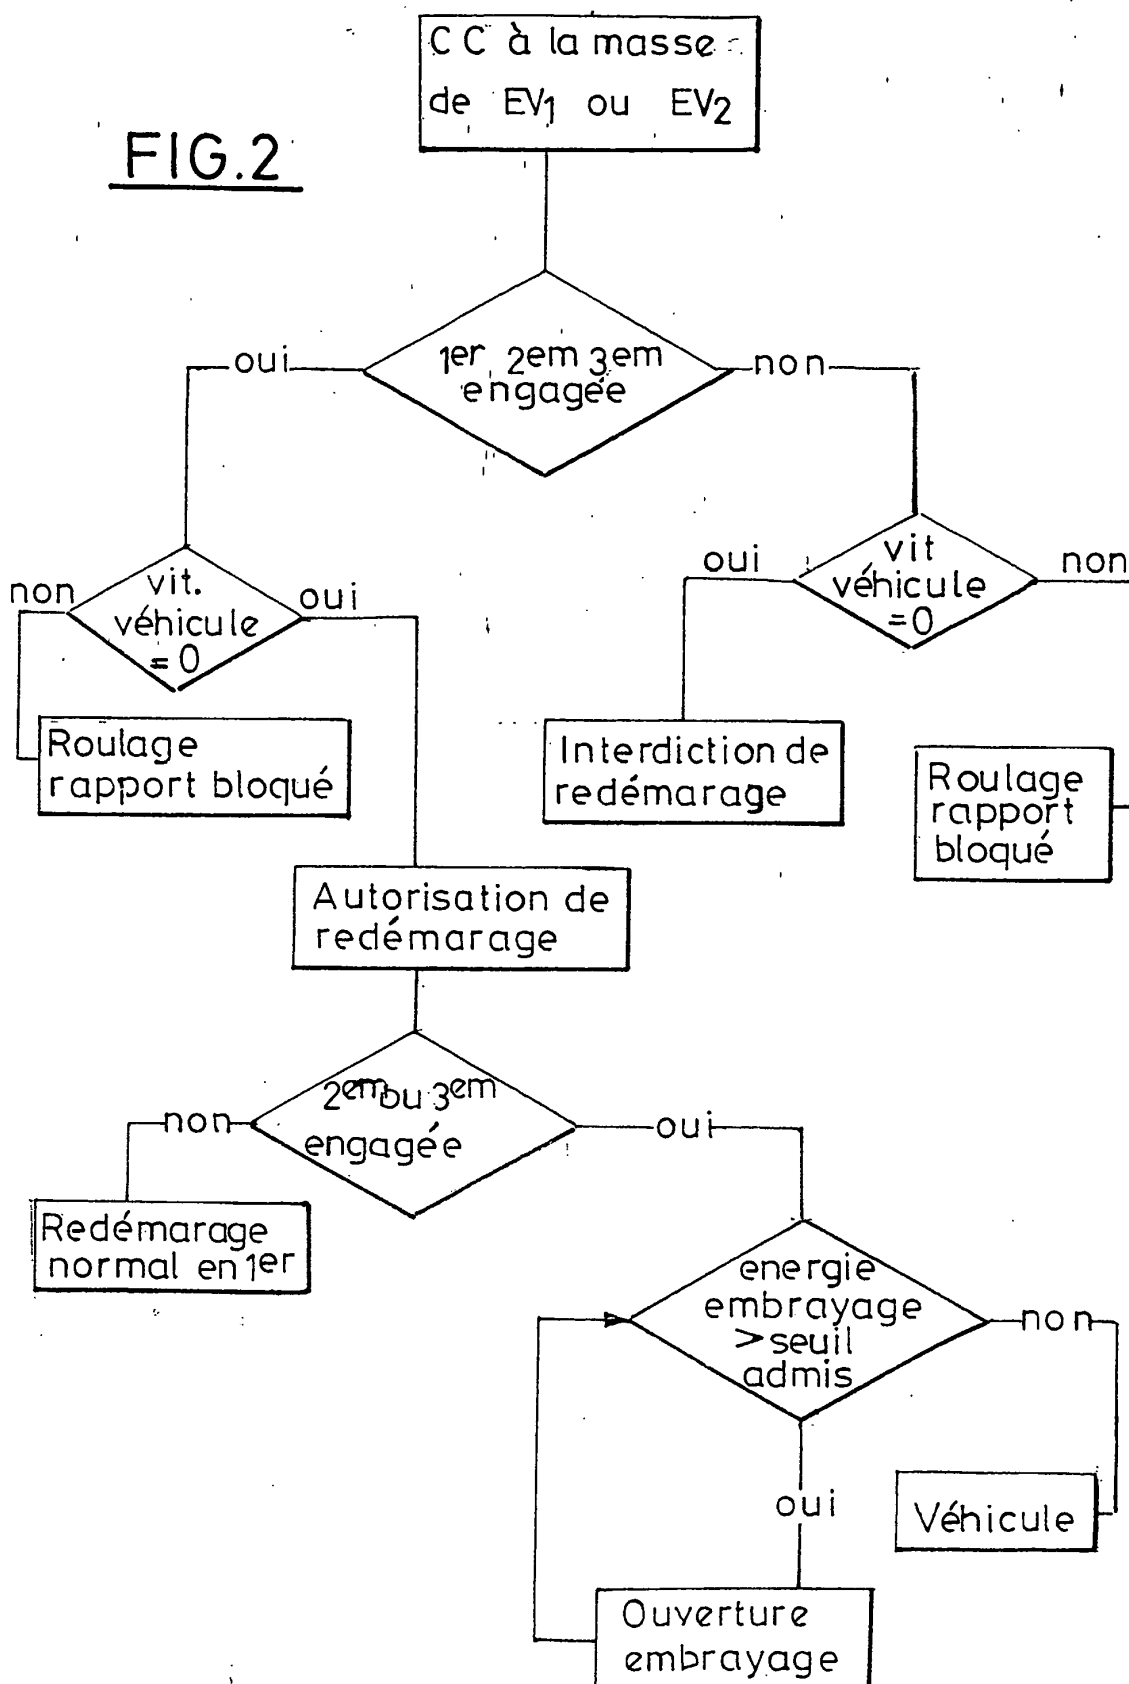 CC à la masse
de EV1 ou EV2
FIG.2
1er 2em 3em
engagée
oui
non
vit.
véhicule
= 0
non
oui
vit
véhicule
=0
oui
non
Roulage
rapport bloqué
Interdiction de
redémarage
Roulage
rapport
bloqué
Autorisation de
redémarage
2em ou 3em
engagée
non
oui
Redémarage
normal en 1er
energie
embrayage
>seuil
admis
non
oui
Véhicule
Ouverture
embrayage